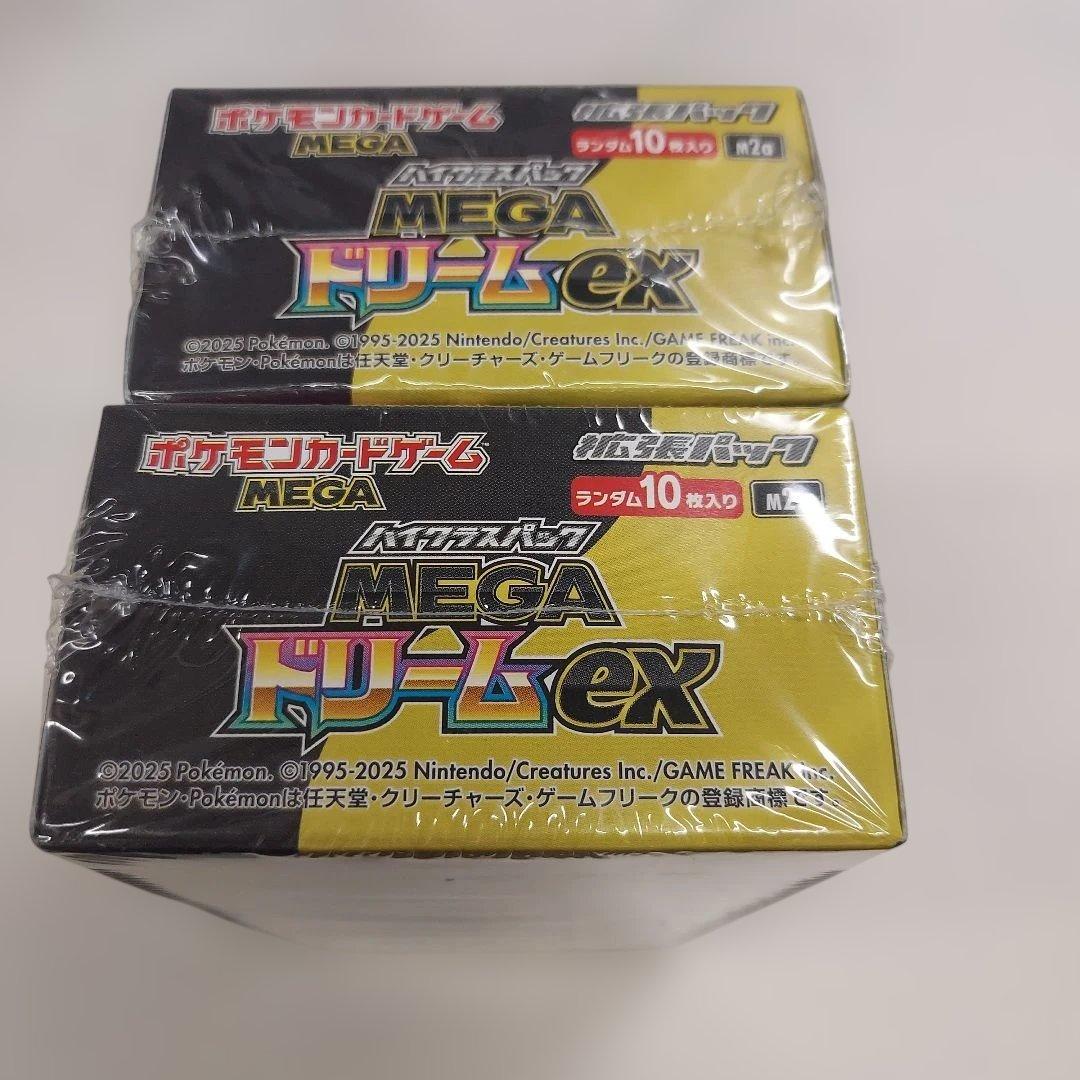 ポケモンカードゲーム
MEGA
拡張パック
ランダム10枚入り
M2a
ハイクラスパック
MEGA
ドリームex
©2025 Pokémon. ©1995-2025 Nintendo/Creatures Inc./GAME FREAK inc.
ポケモン・Pokémonは任天堂・クリーチャーズ・ゲームフリークの登録商標です。
ポケモンカードゲーム
MEGA
拡張パック
ランダム10枚入り
ハイクラスパック
MEGA
ドリームex
©2025 Pokémon. ©1995-2025 Nintendo/Creatures Inc./GAME FREAK inc.
ポケモン・Pokémonは任天堂・クリーチャーズ・ゲームフリークの登録商標です。